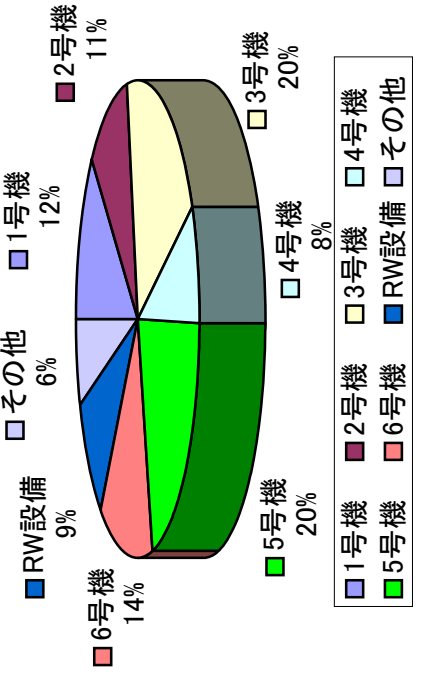 1号機
12%
2号機
11%
3号機
20%
4号機
8%
5号機
20%
6号機
14%
RW設備
9%
その他
6%
1号機 2号機 3号機 4号機
5号機 6号機 RW設備 その他